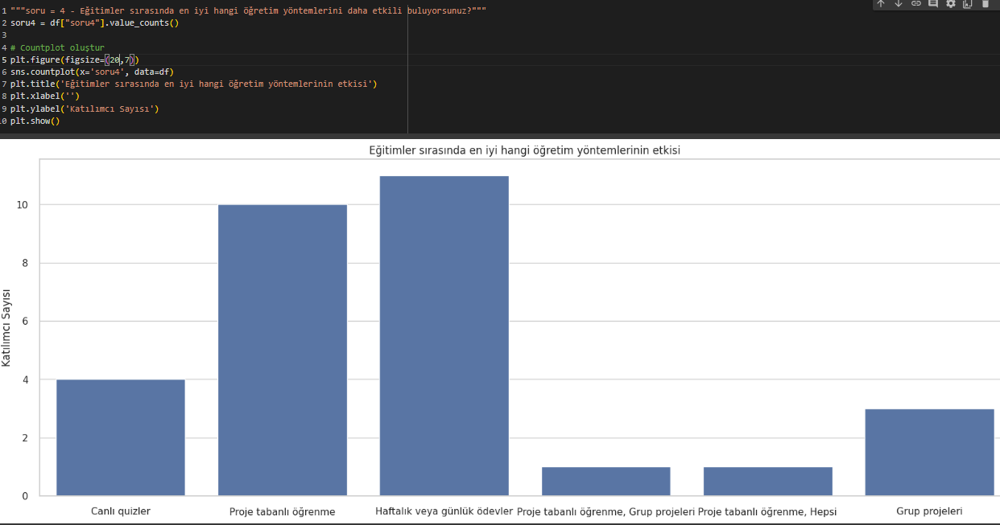 1 """soru = 4 - Eğitimler sırasında en iyi hangi öğretim yöntemlerini daha etkili buluyorsunuz?"""
2 soru4 = df["soru4"].value_counts()
3
4 # Countplot oluştur
5 plt.figure(figsize=(20,7))
6 sns.countplot(x='soru4', data=df)
7 plt.title('Eğitimler sırasında en iyi hangi öğretim yöntemlerinin etkisi')
8 plt.xlabel('')
9 plt.ylabel('Katılımcı Sayısı')
10 plt.show()
Eğitimler sırasında en iyi hangi öğretim yöntemlerinin etkisi
Katılımcı Sayısı
10
8
6
4
2
0
Canlı quizler Proje tabanlı öğrenme Haftalık veya günlük ödevler Proje tabanlı öğrenme, Grup projeleri Proje tabanlı öğrenme, Hepsi Grup projeleri